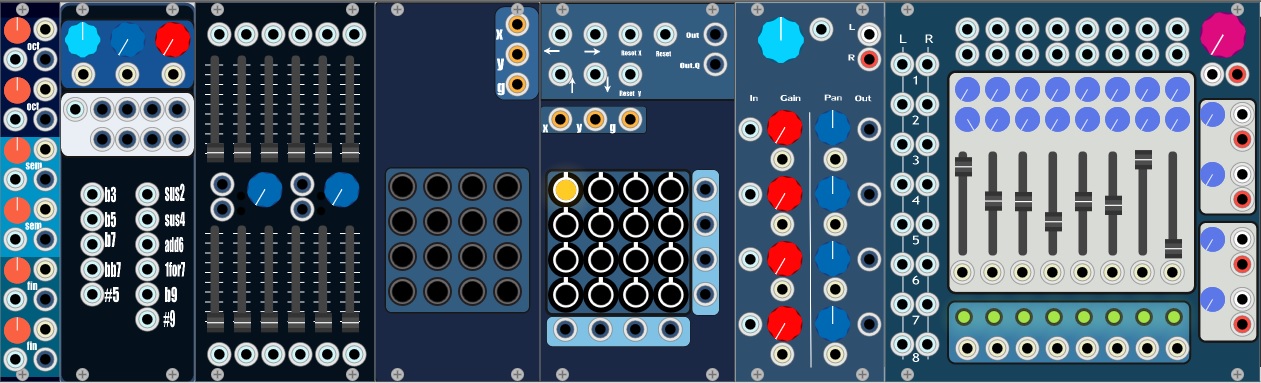 oct
oct
sem
sem
fin
fin
b3
b5
b7
bb7
#5
sus2
sus4
add6
1for7
b9
#9
x
y
g
Reset X
Reset
Out
Out.Q
Reset y
x y g
L
R
In Gain Pan Out
L R
1
2
3
4
5
6
7
8